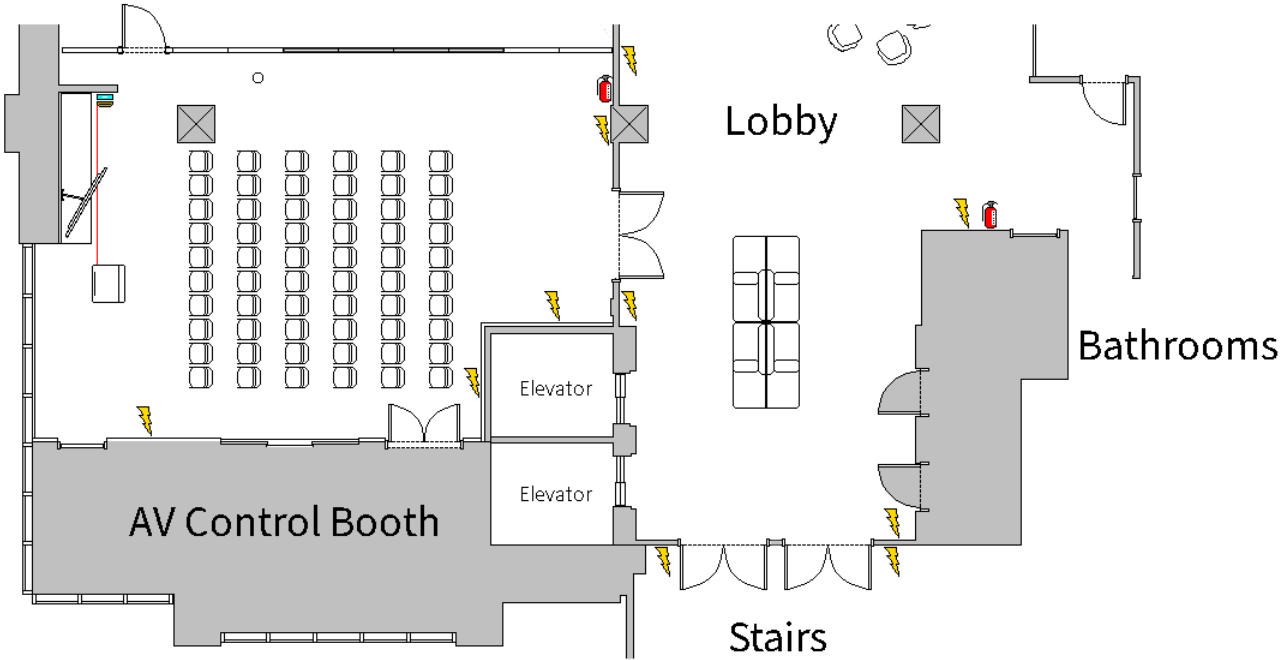 Lobby
Bathrooms
Elevator
Elevator
AV Control Booth
Stairs